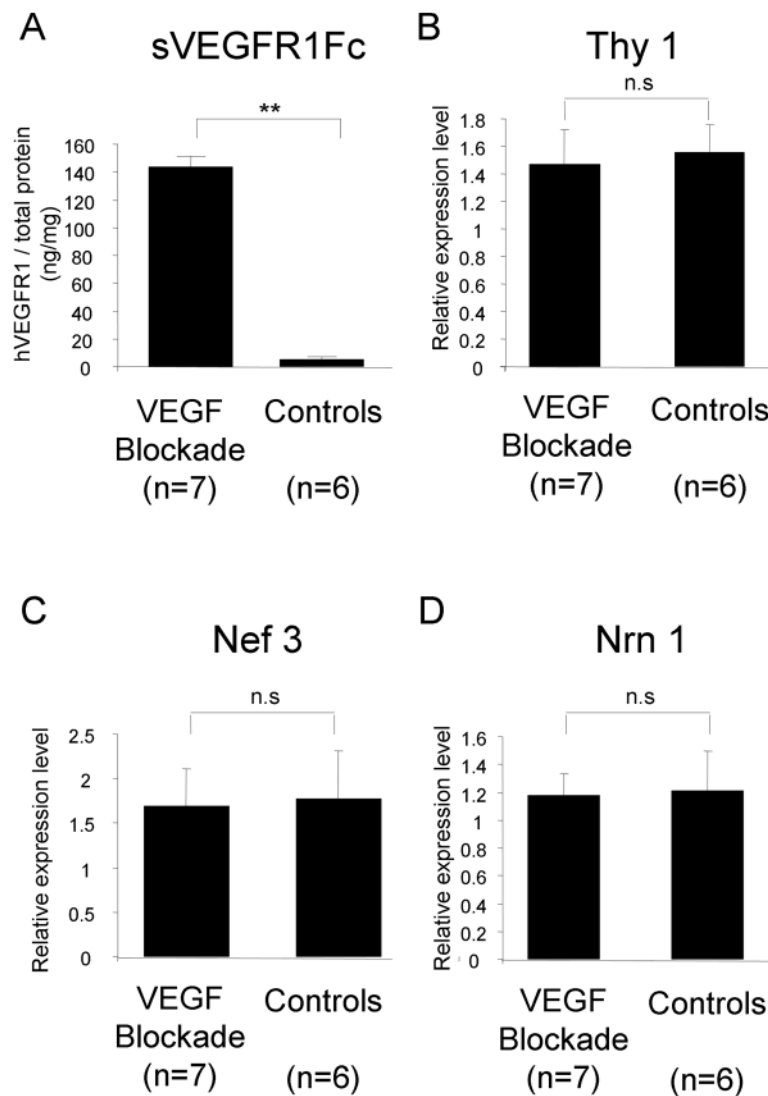 A
sVEGFR1Fc
**
hVEGFR1 / total protein
(ng/mg)
160
140
120
100
80
60
40
20
0
VEGF
Blockade
(n=7)
Controls
(n=6)
B
Thy 1
n.s
Relative expression level
1.8
1.6
1.4
1.2
1
0.8
0.6
0.4
0.2
0
VEGF
Blockade
(n=7)
Controls
(n=6)
C
Nef 3
n.s
Relative expression level
2.5
2
1.5
1
0.5
0
VEGF
Blockade
(n=7)
Controls
(n=6)
D
Nrn 1
n.s
Relative expression level
1.6
1.4
1.2
1
0.8
0.6
0.4
0.2
0
VEGF
Blockade
(n=7)
Controls
(n=6)